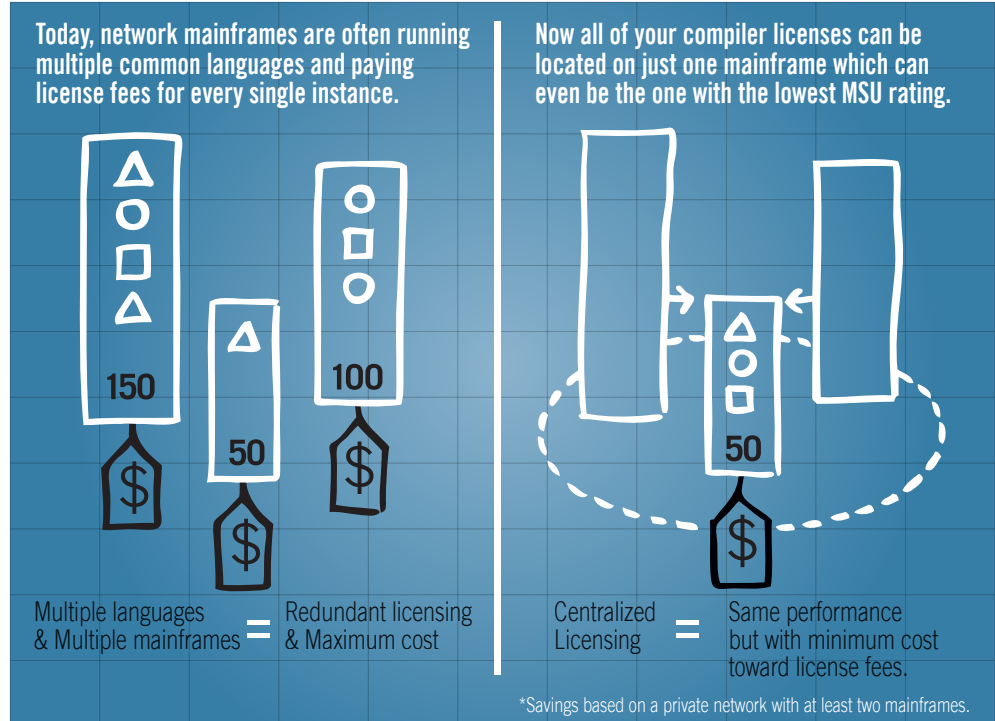 Today, network mainframes are often running
multiple common languages and paying
license fees for every single instance.
150
$
50
$
100
$
Multiple languages
& Multiple mainframes
=
Redundant licensing
& Maximum cost
Now all of your compiler licenses can be
located on just one mainframe which can
even be the one with the lowest MSU rating.
50
$
Centralized
Licensing
=
Same performance
but with minimum cost
toward license fees.
*Savings based on a private network with at least two mainframes.